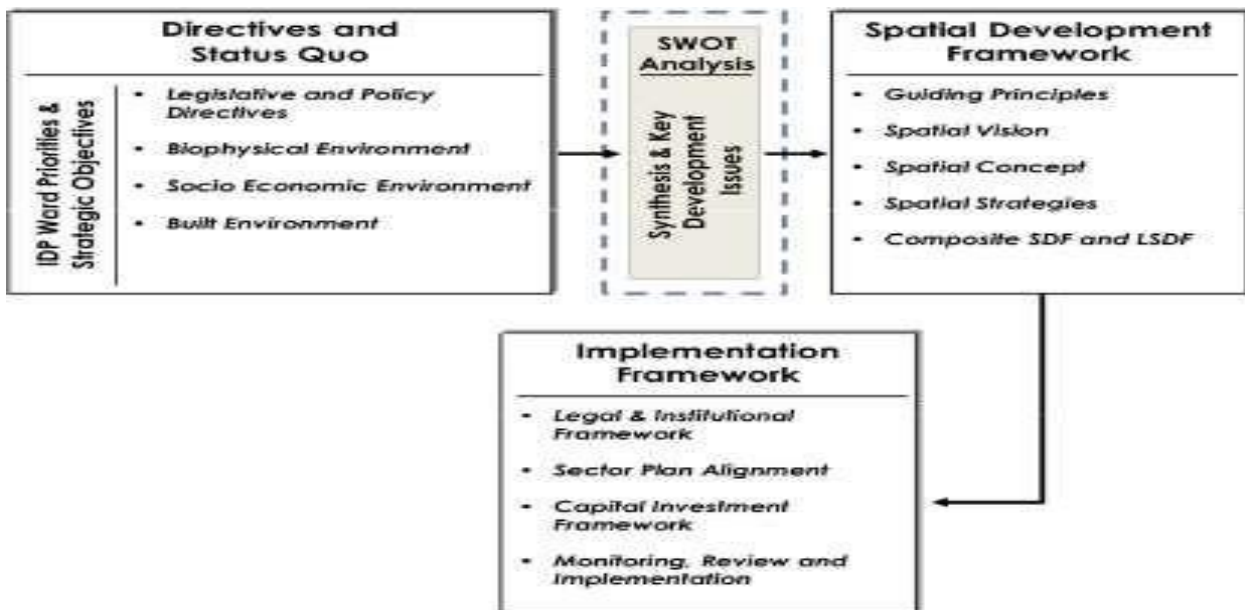 Directives and
Status Quo
IDP Ward Priorities &
Strategic Objectives
• Legislative and Policy
Directives
• Biophysical Environment
• Socio Economic Environment
• Built Environment
SWOT
Analysis
Synthesis & Key
Development
Issues
Spatial Development
Framework
• Guiding Principles
• Spatial Vision
• Spatial Concept
• Spatial Strategies
• Composite SDF and LSDF
Implementation
Framework
• Legal & Institutional
Framework
• Sector Plan Alignment
• Capital Investment
Framework
• Monitoring, Review and
Implementation